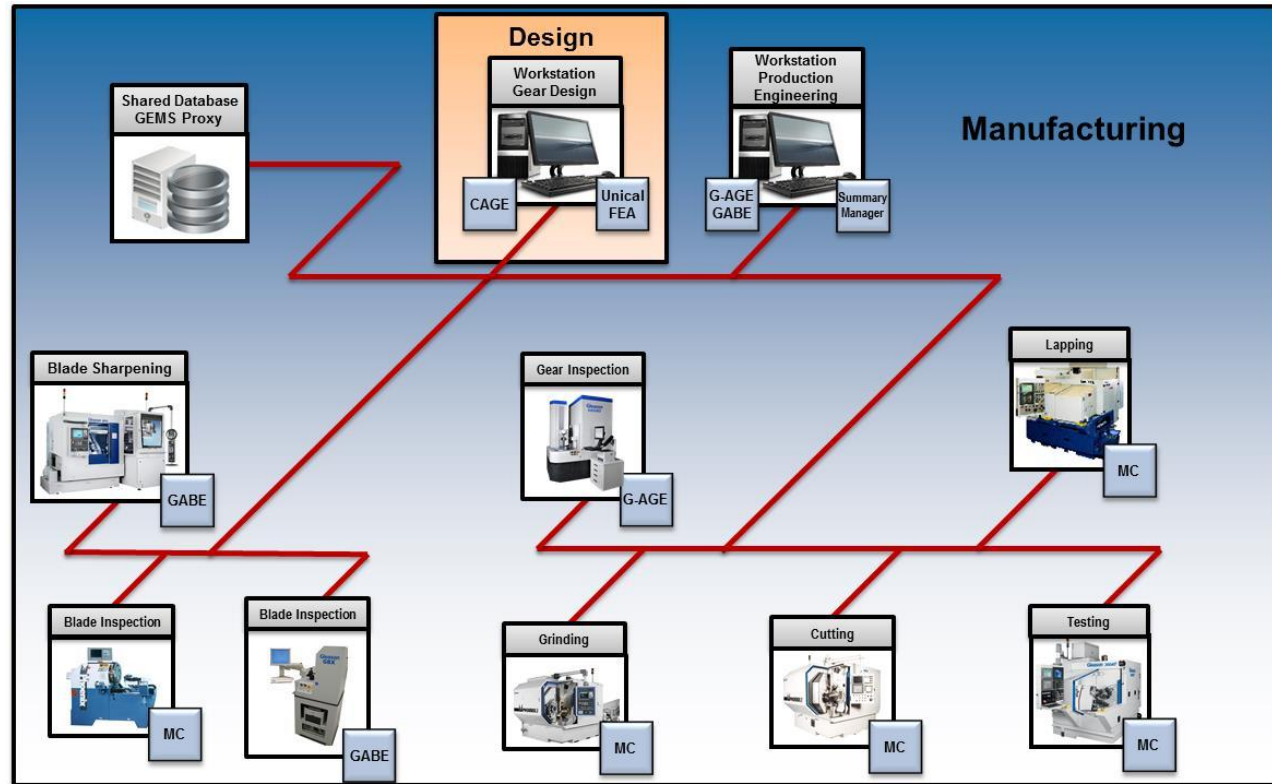 Design
Workstation
Gear Design
Workstation
Production
Engineering
Shared Database
GEMS Proxy
Manufacturing
CAGE
Unical
FEA
G-AGE
GABE
Summary
Manager
Blade Sharpening
GABE
Gear Inspection
G-AGE
Lapping
MC
Blade Inspection
MC
Blade Inspection
GABE
Grinding
MC
Cutting
MC
Testing
MC